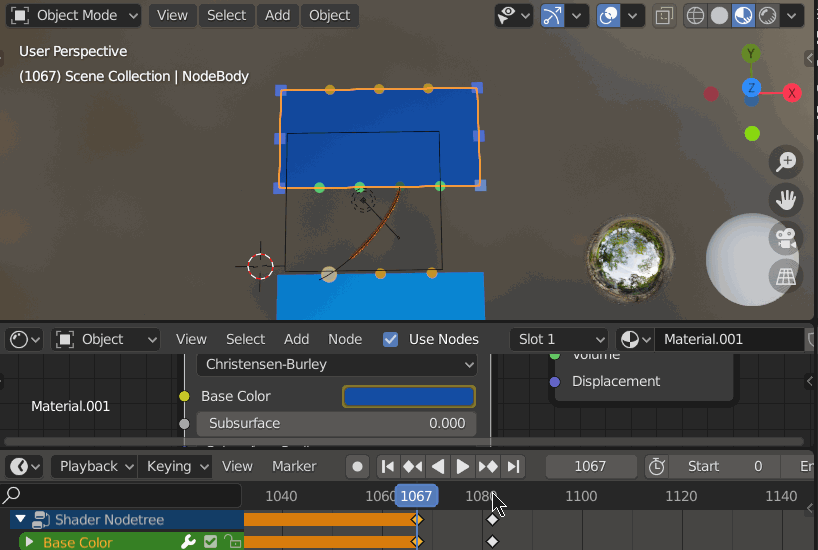 Object Mode View Select Add Object
User Perspective
(1067) Scene Collection | NodeBody
Y
Z
X
Object View Select Add Node Use Nodes Slot 1 Material.001
Christensen-Burley
Volume
Base Color
Displacement
Material.001
Subsurface 0.000
Playback Keying View Marker 1067 Start 0
1040 1060 1067 1080 1100 1120 1140
Shader Nodetree
Base Color